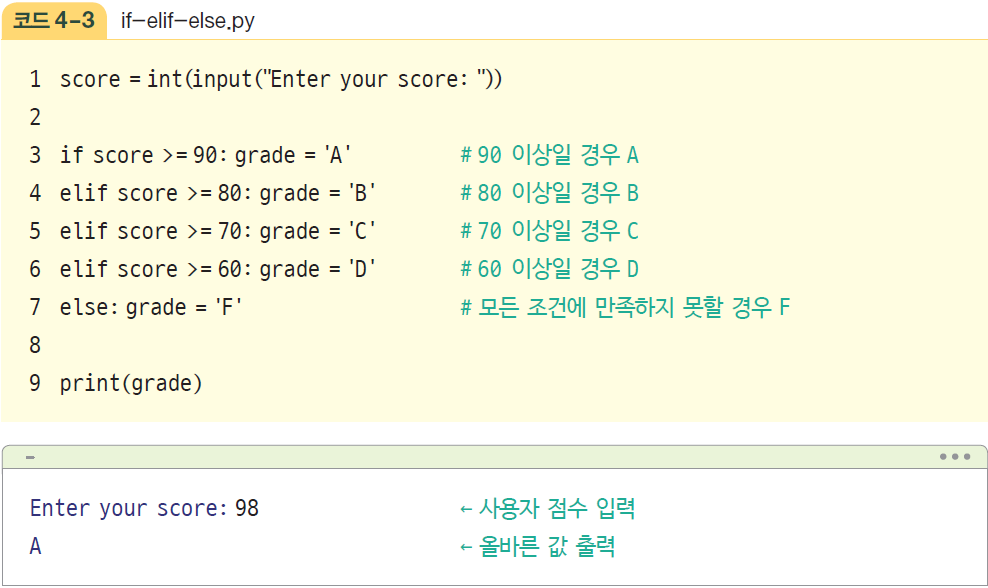 코드 4-3 if-elif-else.py
1 score = int(input("Enter your score: "))
2
3 if score >= 90: grade = 'A' # 90 이상일 경우 A
4 elif score >= 80: grade = 'B' # 80 이상일 경우 B
5 elif score >= 70: grade = 'C' # 70 이상일 경우 C
6 elif score >= 60: grade = 'D' # 60 이상일 경우 D
7 else: grade = 'F' # 모든 조건에 만족하지 못할 경우 F
8
9 print(grade)
Enter your score: 98 ← 사용자 점수 입력
A ← 올바른 값 출력